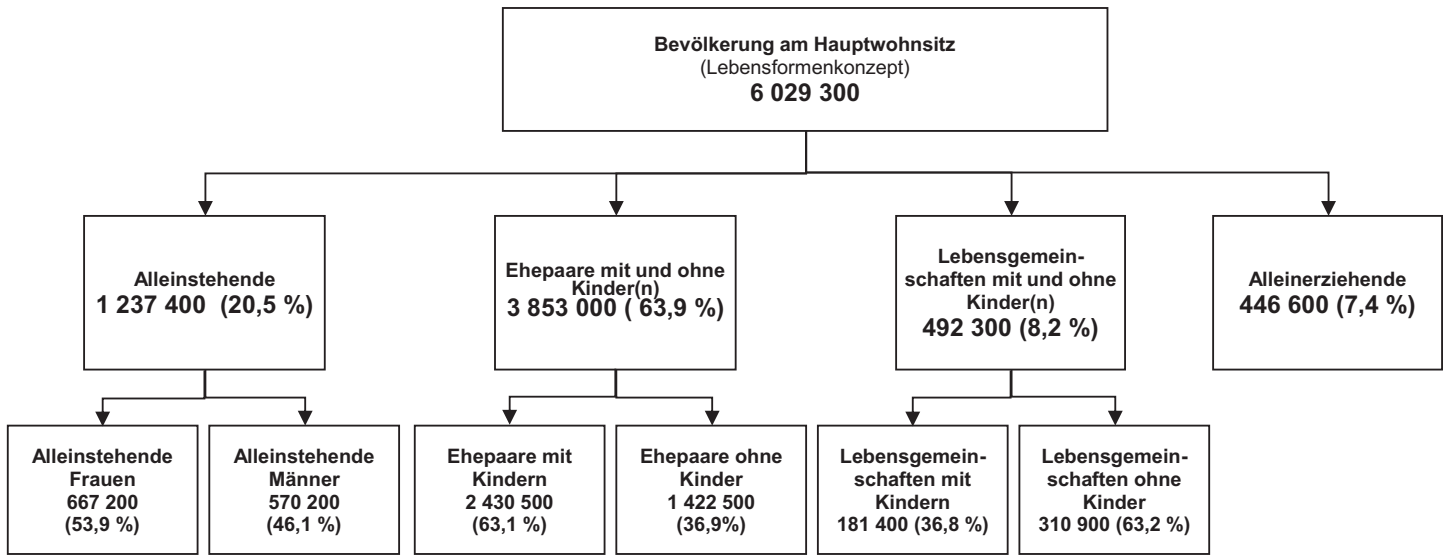 Bevölkerung am Hauptwohnsitz
(Lebensformenkonzept)
6 029 300
Alleinstehende
1 237 400 (20,5 %)
Ehepaare mit und ohne
Kinder(n)
3 853 000 ( 63,9 %)
Lebensgemein-
schaften mit und ohne
Kinder(n)
492 300 (8,2 %)
Alleinerziehende
446 600 (7,4 %)
Alleinstehende
Frauen
667 200
(53,9 %)
Alleinstehende
Männer
570 200
(46,1 %)
Ehepaare mit
Kindern
2 430 500
(63,1 %)
Ehepaare ohne
Kinder
1 422 500
(36,9%)
Lebensgemein-
schaften mit
Kindern
181 400 (36,8 %)
Lebensgemein-
schaften ohne
Kinder
310 900 (63,2 %)